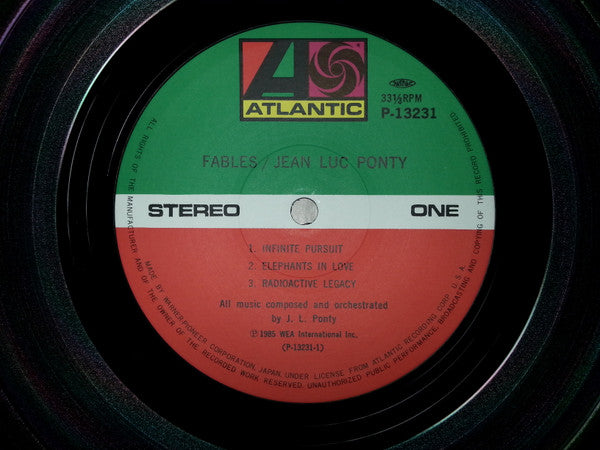 ATLANTIC
33⅓RPM
P-13231
FABLES / JEAN LUC PONTY
STEREO
ONE
1. INFINITE PURSUIT
2. ELEPHANTS IN LOVE
3. RADIOACTIVE LEGACY
All music composed and orchestrated
by J. L. Ponty
℗ 1985 WEA International Inc.
(P-13231-1)
MADE BY WARNER-PIONEER CORPORATION, JAPAN, UNDER LICENSE FROM ATLANTIC RECORDING CORP. U.S.A.
ALL RIGHTS OF THE MANUFACTURER AND OF THE OWNER OF THE RECORDED WORK RESERVED. UNAUTHORIZED PUBLIC PERFORMANCE, BROADCASTING AND COPYING OF THIS RECORD PROHIBITED